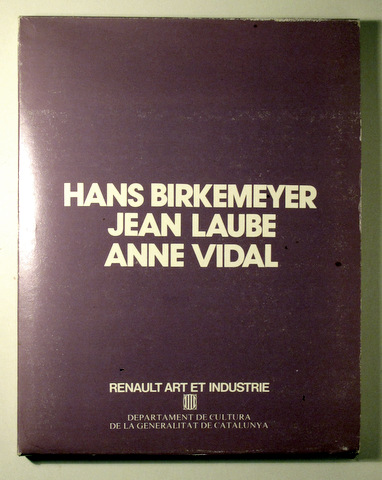 HANS BIRKEMEYER
JEAN LAUBE
ANNE VIDAL
RENAULT ART ET INDUSTRIE
DEPARTAMENT DE CULTURA
DE LA GENERALITAT DE CATALUNYA